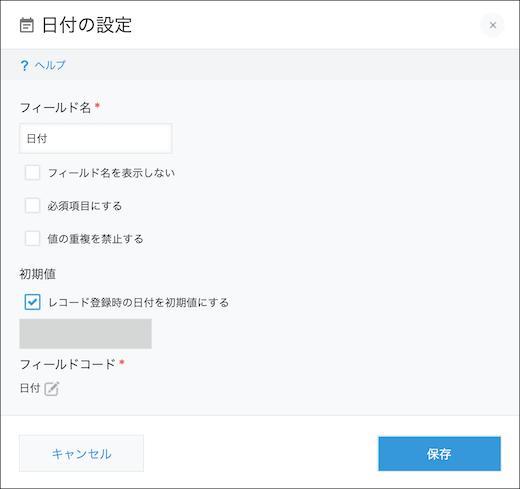 日付の設定
? ヘルプ
フィールド名 *
日付
フィールド名を表示しない
必須項目にする
値の重複を禁止する
初期値
レコード登録時の日付を初期値にする
フィールドコード *
日付
キャンセル 保存